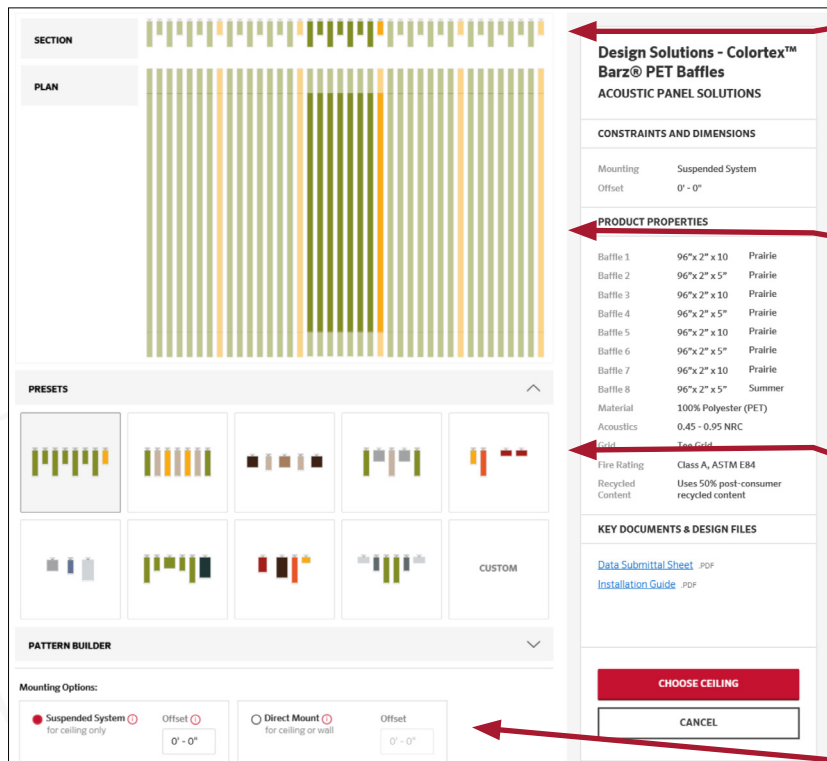 SECTION
PLAN
PRESETS
CUSTOM
PATTERN BUILDER
Mounting Options:
Suspended System
for ceiling only
Offset
0' - 0"
Direct Mount
for ceiling or wall
Offset
0' - 0"
Design Solutions - Colortex™
Barz® PET Baffles
ACOUSTIC PANEL SOLUTIONS
CONSTRAINTS AND DIMENSIONS
Mounting Suspended System
Offset 0' - 0"
PRODUCT PROPERTIES
Baffle 1 96"x 2" x 10 Prairie
Baffle 2 96"x 2" x 5" Prairie
Baffle 3 96"x 2" x 10 Prairie
Baffle 4 96"x 2" x 5" Prairie
Baffle 5 96"x 2" x 10 Prairie
Baffle 6 96"x 2" x 5" Prairie
Baffle 7 96"x 2" x 10 Prairie
Baffle 8 96"x 2" x 5" Summer
Material 100% Polyester (PET)
Acoustics 0.45 - 0.95 NRC
Grid Tee Grid
Fire Rating Class A, ASTM E84
Recycled Uses 50% post-consumer
Content recycled content
KEY DOCUMENTS & DESIGN FILES
Data Submittal Sheet .PDF
Installation Guide .PDF
CHOOSE CEILING
CANCEL